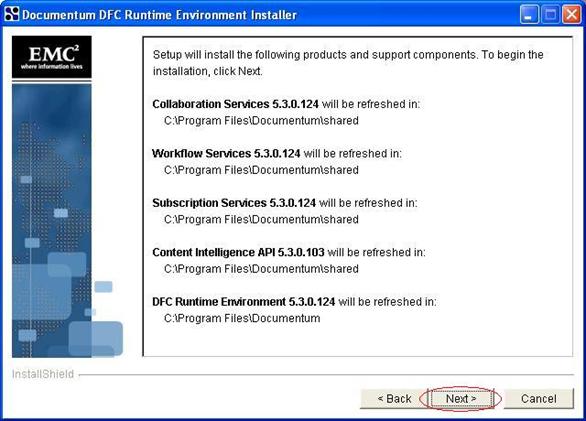 Documentum DFC Runtime Environment Installer
EMC²
where information lives
Setup will install the following products and support components. To begin the
installation, click Next.
Collaboration Services 5.3.0.124 will be refreshed in:
C:\Program Files\Documentum\shared
Workflow Services 5.3.0.124 will be refreshed in:
C:\Program Files\Documentum\shared
Subscription Services 5.3.0.124 will be refreshed in:
C:\Program Files\Documentum\shared
Content Intelligence API 5.3.0.103 will be refreshed in:
C:\Program Files\Documentum\shared
DFC Runtime Environment 5.3.0.124 will be refreshed in:
C:\Program Files\Documentum
InstallShield
< Back
Next >
Cancel